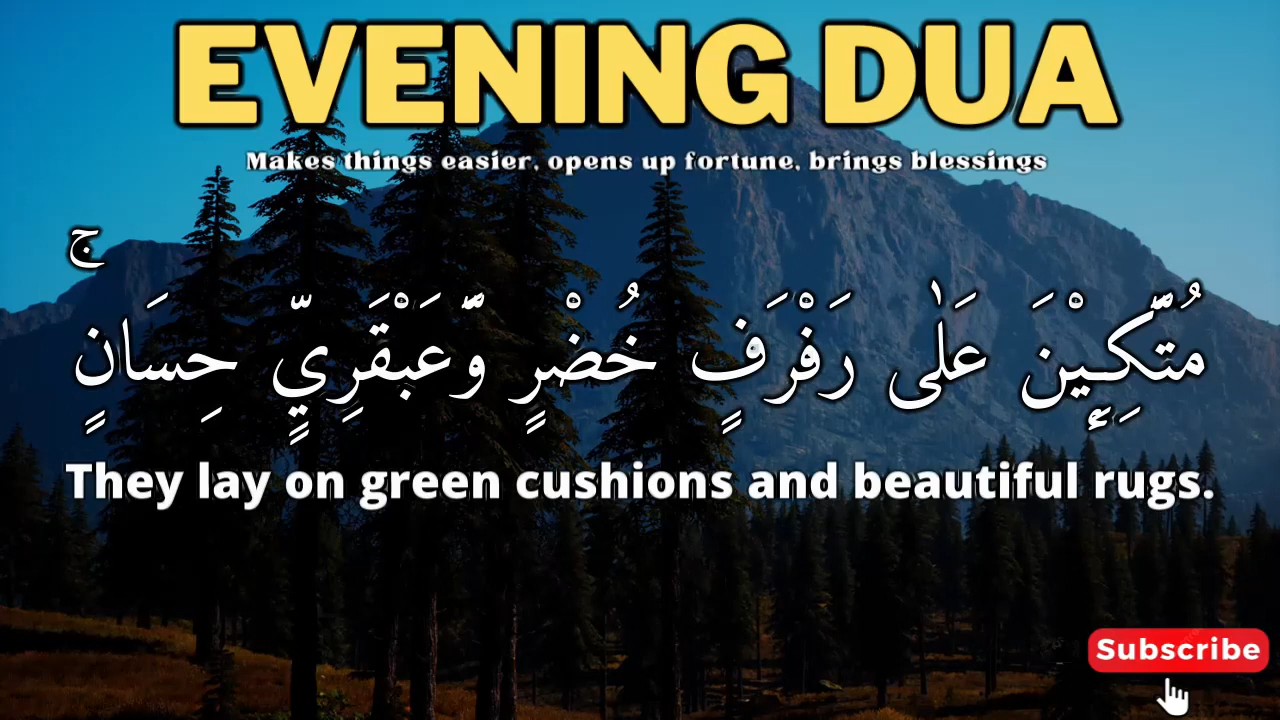 EVENING DUA
Makes things easier, opens up fortune, brings blessings
مُتَّكِـِٕيْنَ عَلٰى رَفْرَفٍ خُضْرٍ وَّعَبْقَرِيٍّ حِسَانٍۚ
They lay on green cushions and beautiful rugs.
Subscribe